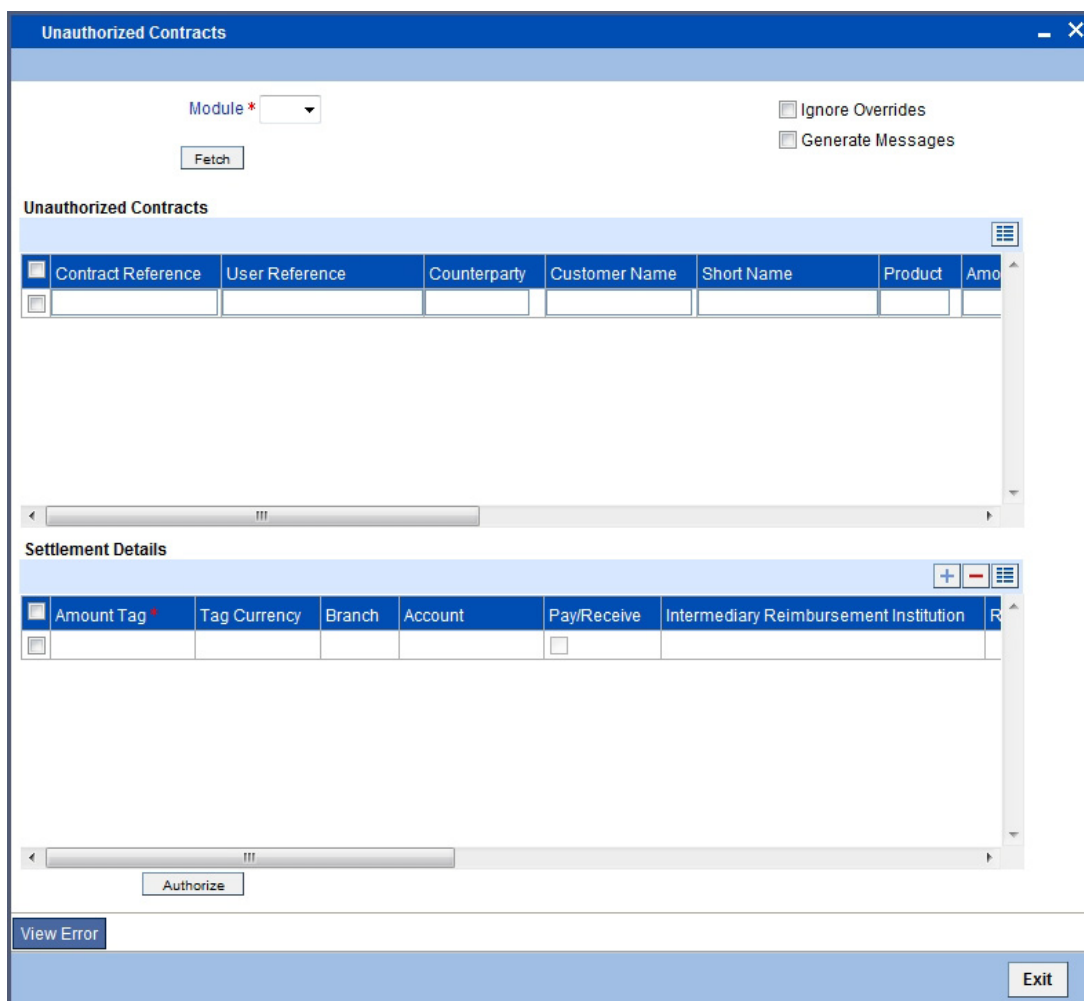 Unauthorized Contracts
Module *
Ignore Overrides
Generate Messages
Fetch
Unauthorized Contracts
Contract Reference User Reference Counterparty Customer Name Short Name Product Amo
Settlement Details
Amount Tag * Tag Currency Branch Account Pay/Receive Intermediary Reimbursement Institution R
Authorize
View Error
Exit